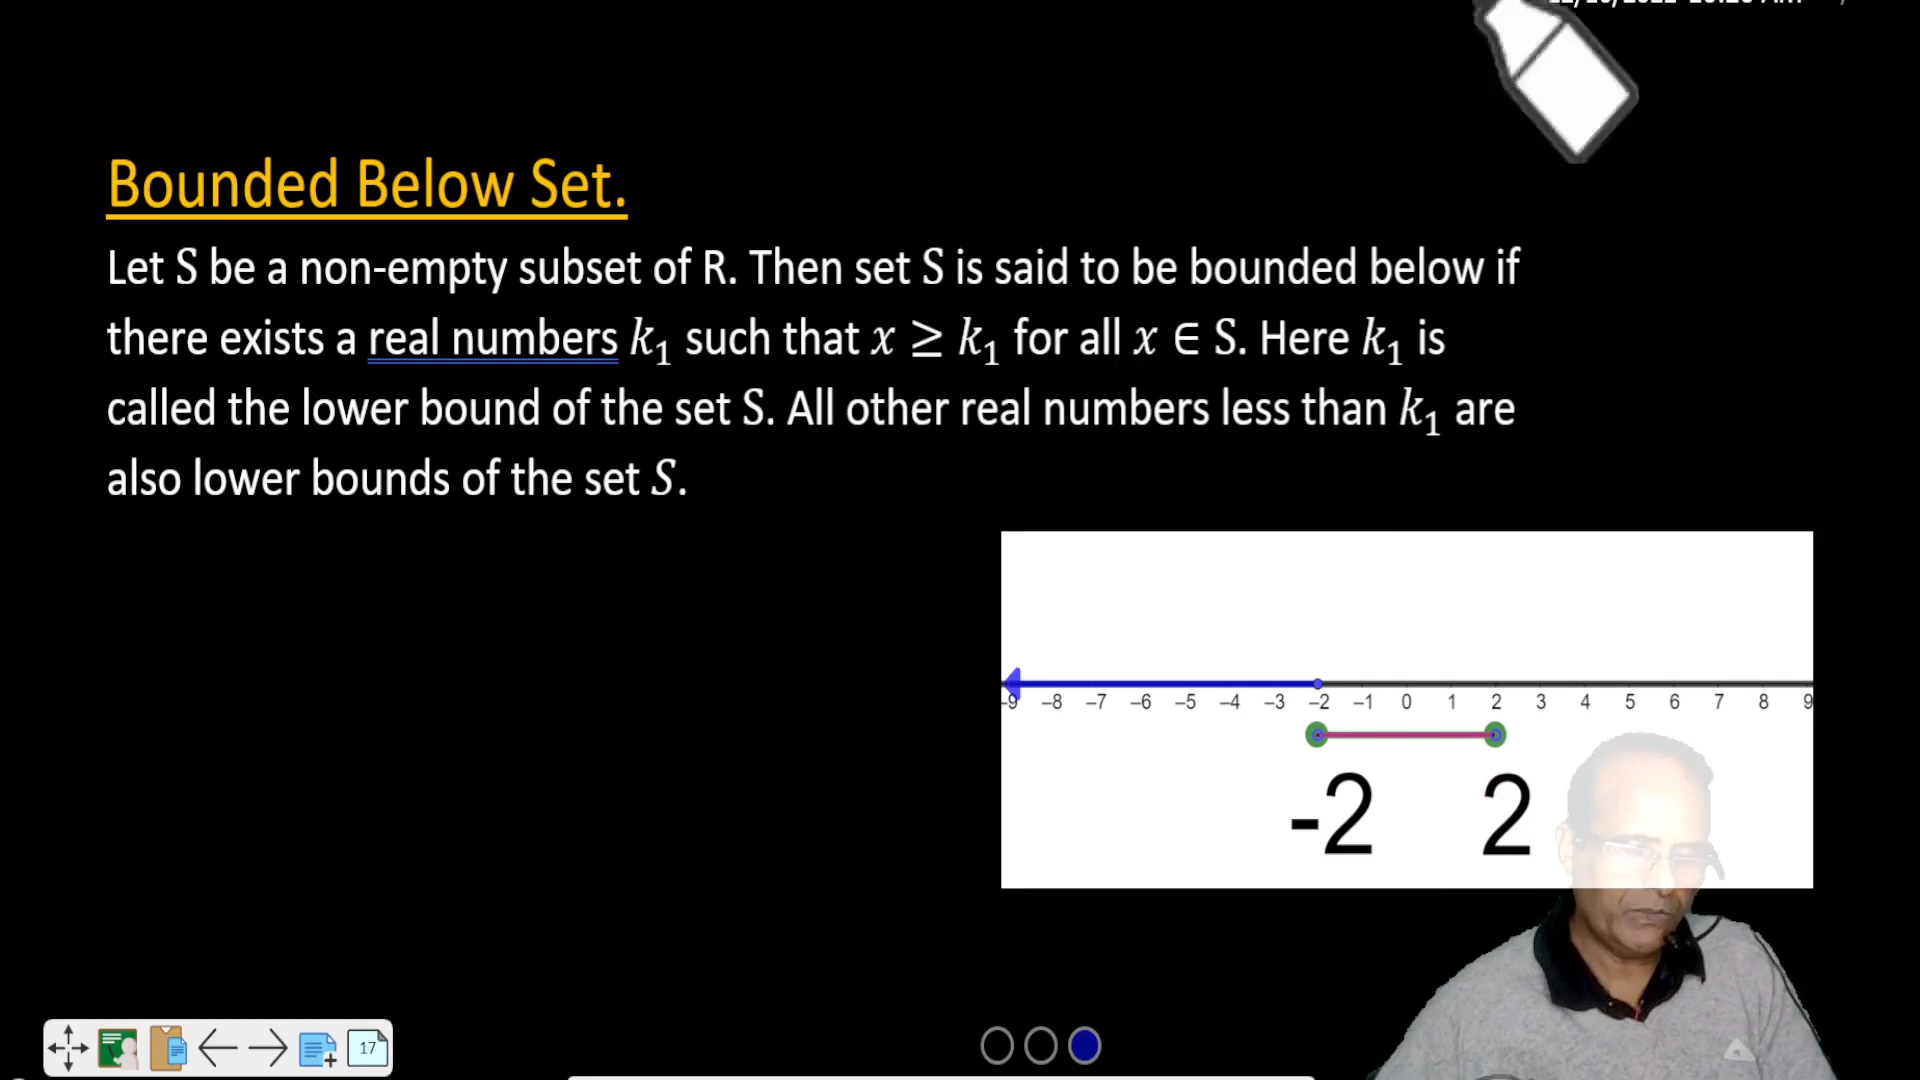 Bounded Below Set.
Let S be a non-empty subset of R. Then set S is said to be bounded below if
there exists a real numbers k₁ such that x ≥ k₁ for all x ∈ S. Here k₁ is
called the lower bound of the set S. All other real numbers less than k₁ are
also lower bounds of the set S.
–9 –8 –7 –6 –5 –4 –3 –2 –1 0 1 2 3 4 5 6 7 8 9
-2 2
17